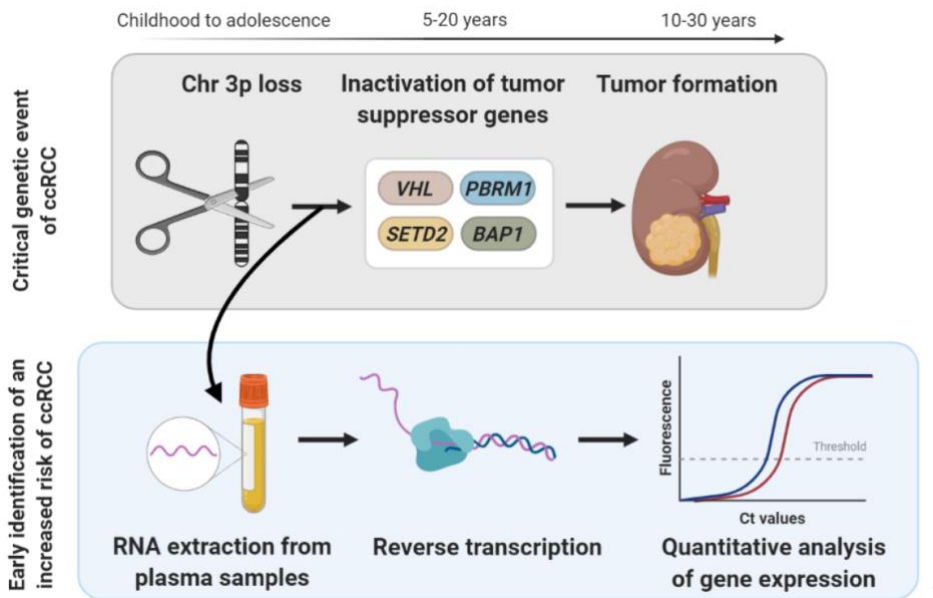 Childhood to adolescence
5-20 years
10-30 years
Critical genetic event
of ccRCC
Chr 3p loss
Inactivation of tumor
suppressor genes
Tumor formation
VHL
PBRM1
SETD2
BAP1
Early identification of an
increased risk of ccRCC
Fluorescence
Threshold
Ct values
RNA extraction from
plasma samples
Reverse transcription
Quantitative analysis
of gene expression